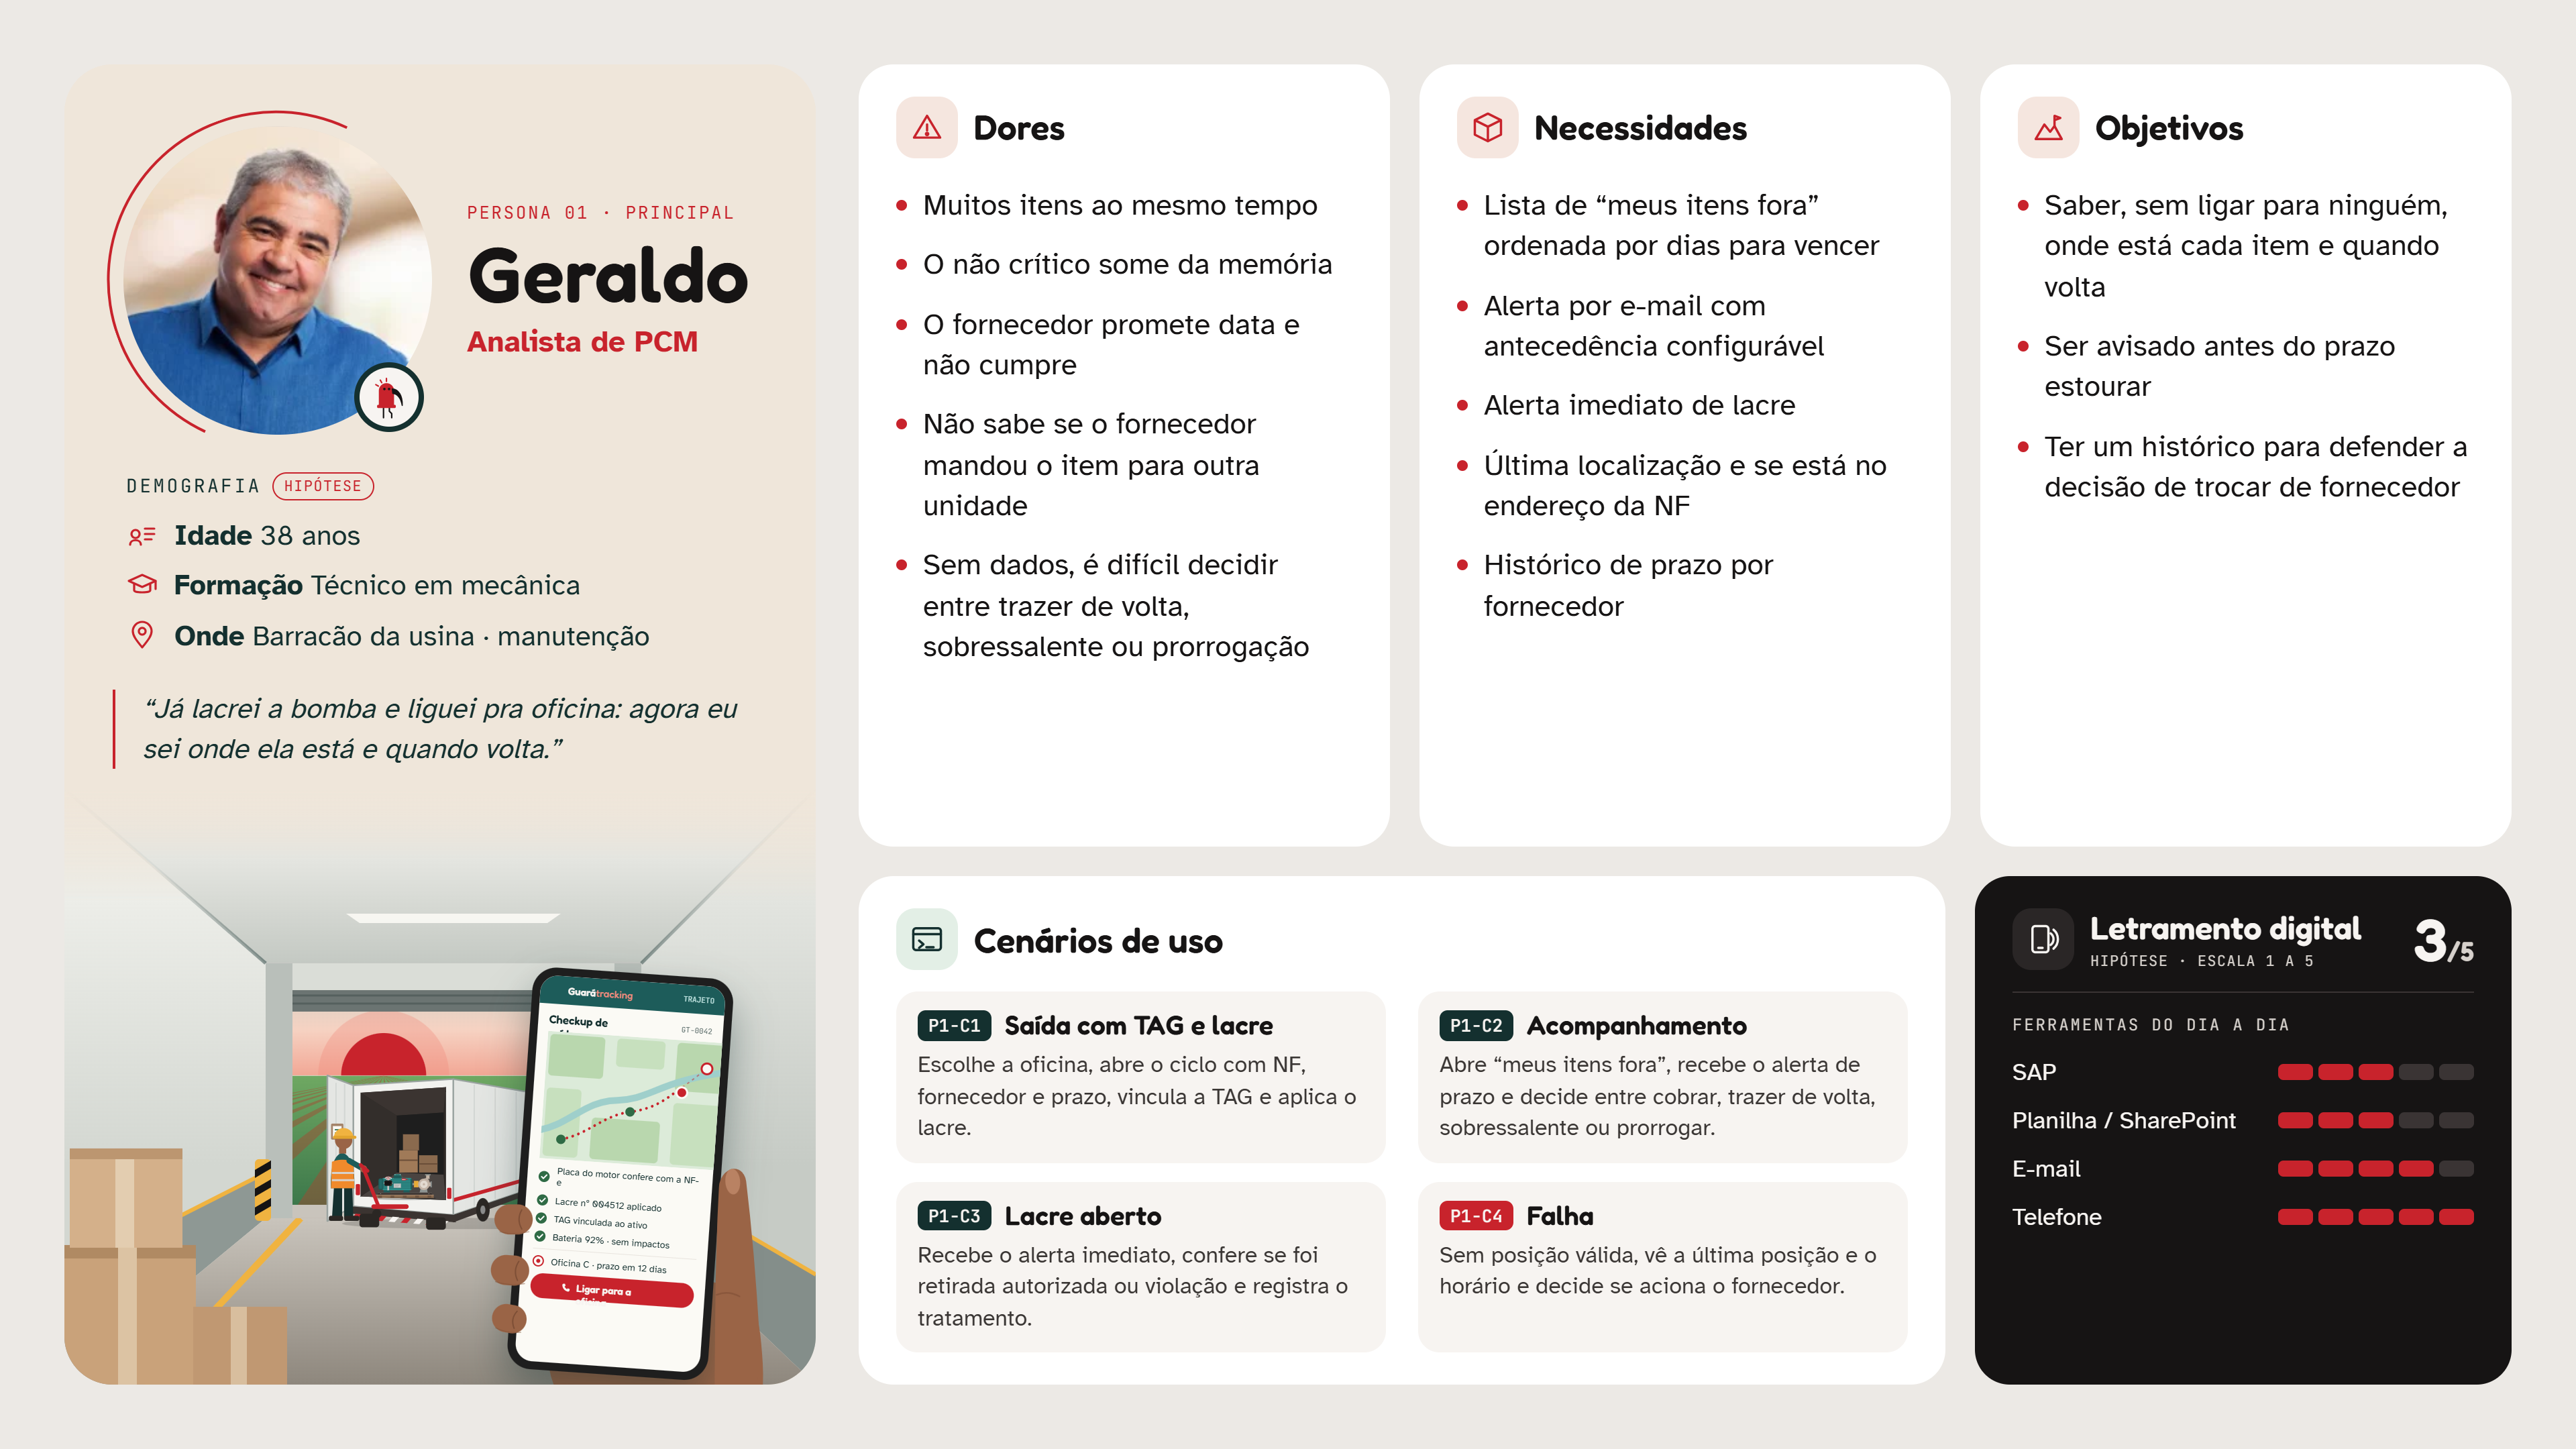 PERSONA 01 · PRINCIPAL
Geraldo
Analista de PCM
DEMOGRAFIA HIPÓTESE
Idade 38 anos
Formação Técnico em mecânica
Onde Barracão da usina · manutenção
“Já lacrei a bomba e liguei pra oficina: agora eu
sei onde ela está e quando volta.”
Guarátracking
TRAJETO
Checkup de
GT-0042
Placa do motor confere com a NF-
e
Lacre nº 004512 aplicado
TAG vinculada ao ativo
Bateria 92% · sem impactos
Oficina C · prazo em 12 dias
Ligar para a
Dores
Muitos itens ao mesmo tempo
O não crítico some da memória
O fornecedor promete data e
não cumpre
Não sabe se o fornecedor
mandou o item para outra
unidade
Sem dados, é difícil decidir
entre trazer de volta,
sobressalente ou prorrogação
Necessidades
Lista de “meus itens fora”
ordenada por dias para vencer
Alerta por e-mail com
antecedência configurável
Alerta imediato de lacre
Última localização e se está no
endereço da NF
Histórico de prazo por
fornecedor
Objetivos
Saber, sem ligar para ninguém,
onde está cada item e quando
volta
Ser avisado antes do prazo
estourar
Ter um histórico para defender a
decisão de trocar de fornecedor
Cenários de uso
P1-C1 Saída com TAG e lacre
Escolhe a oficina, abre o ciclo com NF,
fornecedor e prazo, vincula a TAG e aplica o
lacre.
P1-C2 Acompanhamento
Abre “meus itens fora”, recebe o alerta de
prazo e decide entre cobrar, trazer de volta,
sobressalente ou prorrogar.
P1-C3 Lacre aberto
Recebe o alerta imediato, confere se foi
retirada autorizada ou violação e registra o
tratamento.
P1-C4 Falha
Sem posição válida, vê a última posição e o
horário e decide se aciona o fornecedor.
Letramento digital
3/5
HIPÓTESE · ESCALA 1 A 5
FERRAMENTAS DO DIA A DIA
SAP
Planilha / SharePoint
E-mail
Telefone